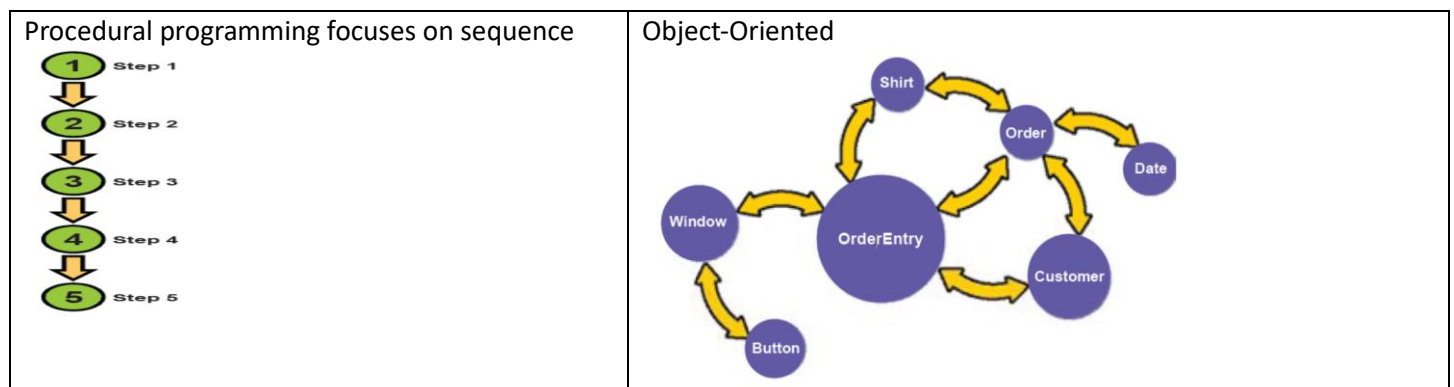 Procedural programming focuses on sequence
1 Step 1
2 Step 2
3 Step 3
4 Step 4
5 Step 5
Object-Oriented
Shirt
Order
Date
Window
OrderEntry
Customer
Button